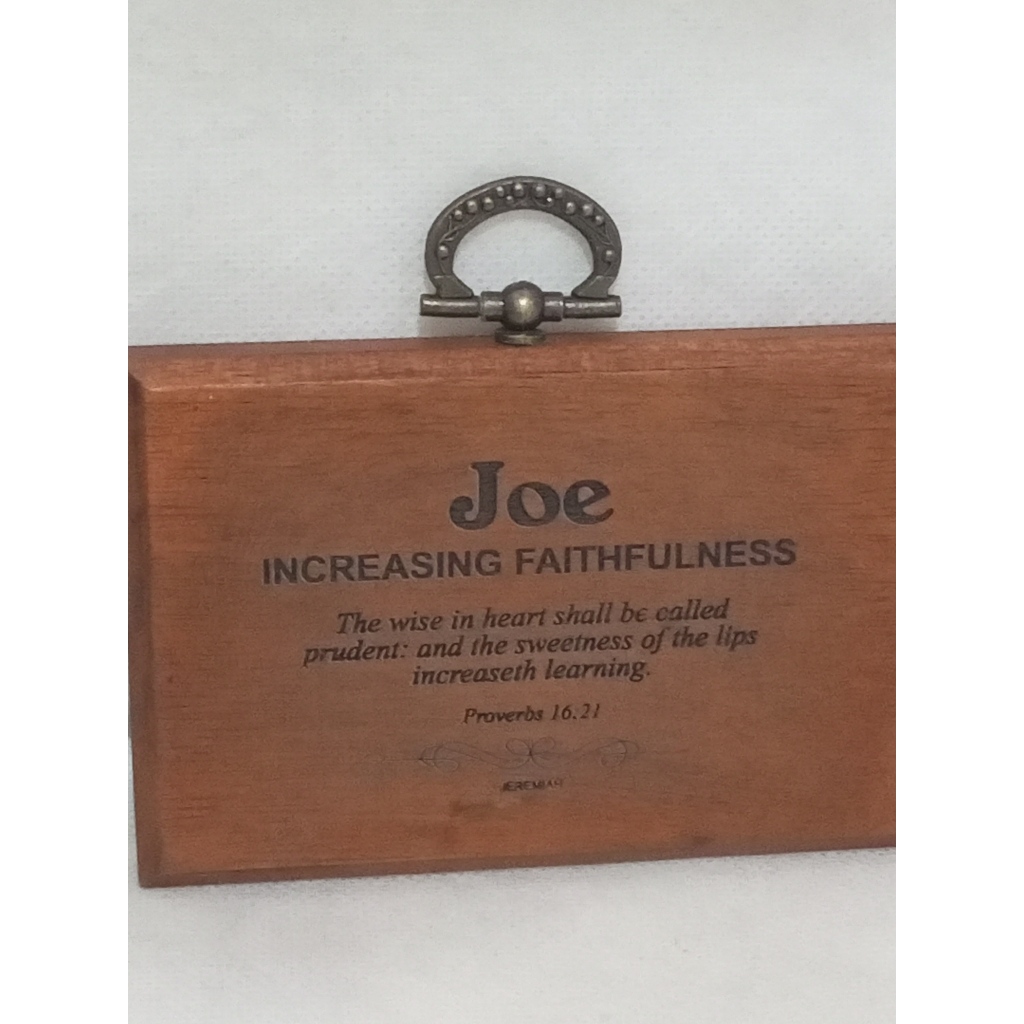 Joe
INCREASING FAITHFULNESS
The wise in heart shall be called
prudent: and the sweetness of the lips
increaseth learning.
Proverbs 16.21
JEREMIAH